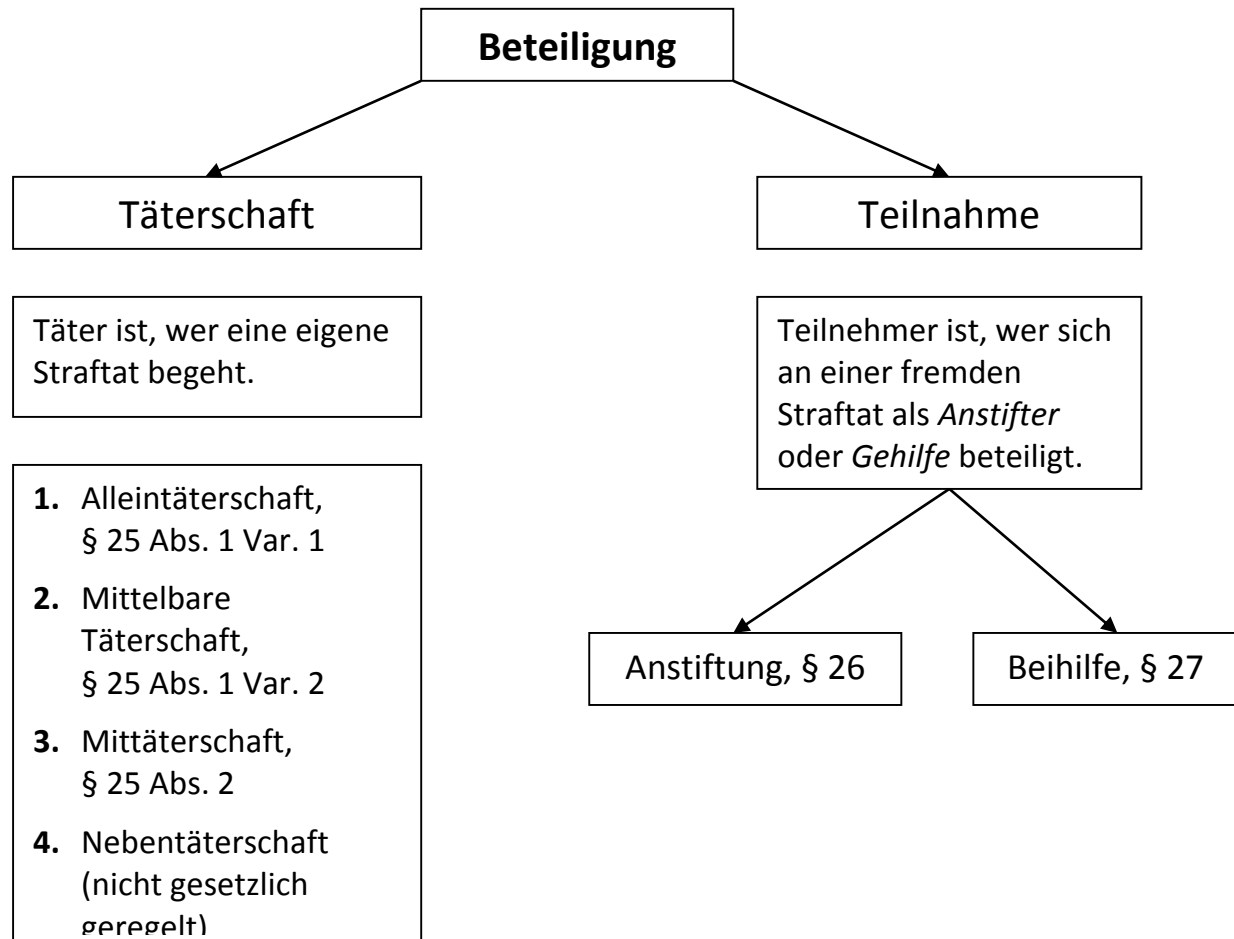 Beteiligung
Täterschaft
Teilnahme
Täter ist, wer eine eigene
Straftat begeht.
Teilnehmer ist, wer sich
an einer fremden
Straftat als Anstifter
oder Gehilfe beteiligt.
1. Alleintäterschaft,
§ 25 Abs. 1 Var. 1
2. Mittelbare
Täterschaft,
§ 25 Abs. 1 Var. 2
3. Mittäterschaft,
§ 25 Abs. 2
4. Nebentäterschaft
(nicht gesetzlich
geregelt)
Anstiftung, § 26
Beihilfe, § 27